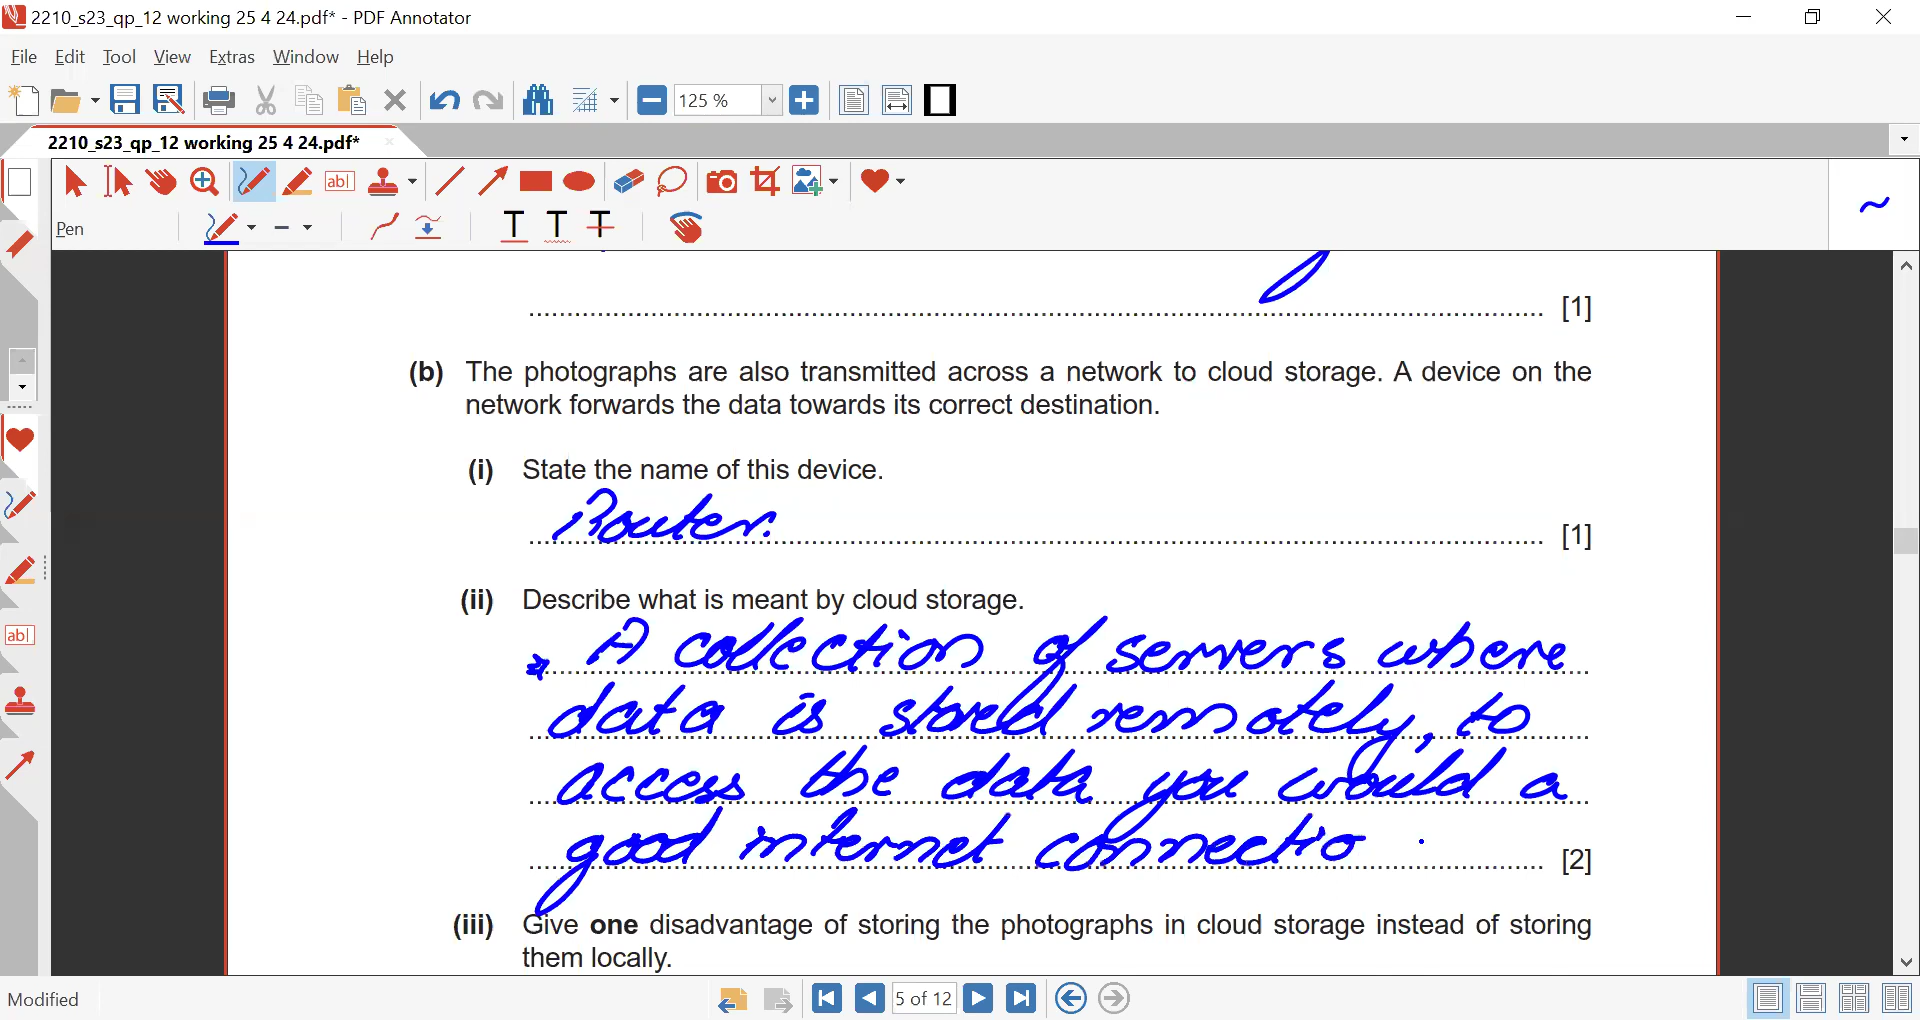 2210_s23_qp_12 working 25 4 24.pdf* - PDF Annotator
File Edit Tool View Extras Window Help
125 %
2210_s23_qp_12 working 25 4 24.pdf*
ab
Pen
T T T
[1]
(b) The photographs are also transmitted across a network to cloud storage. A device on the
network forwards the data towards its correct destination.
(i) State the name of this device.
Router.
[1]
(ii) Describe what is meant by cloud storage.
A collection of servers where
ab
data is stored remotely, to
access the data you would a
good internet connectio
[2]
(iii) Give one disadvantage of storing the photographs in cloud storage instead of storing
them locally.
Modified
5 of 12